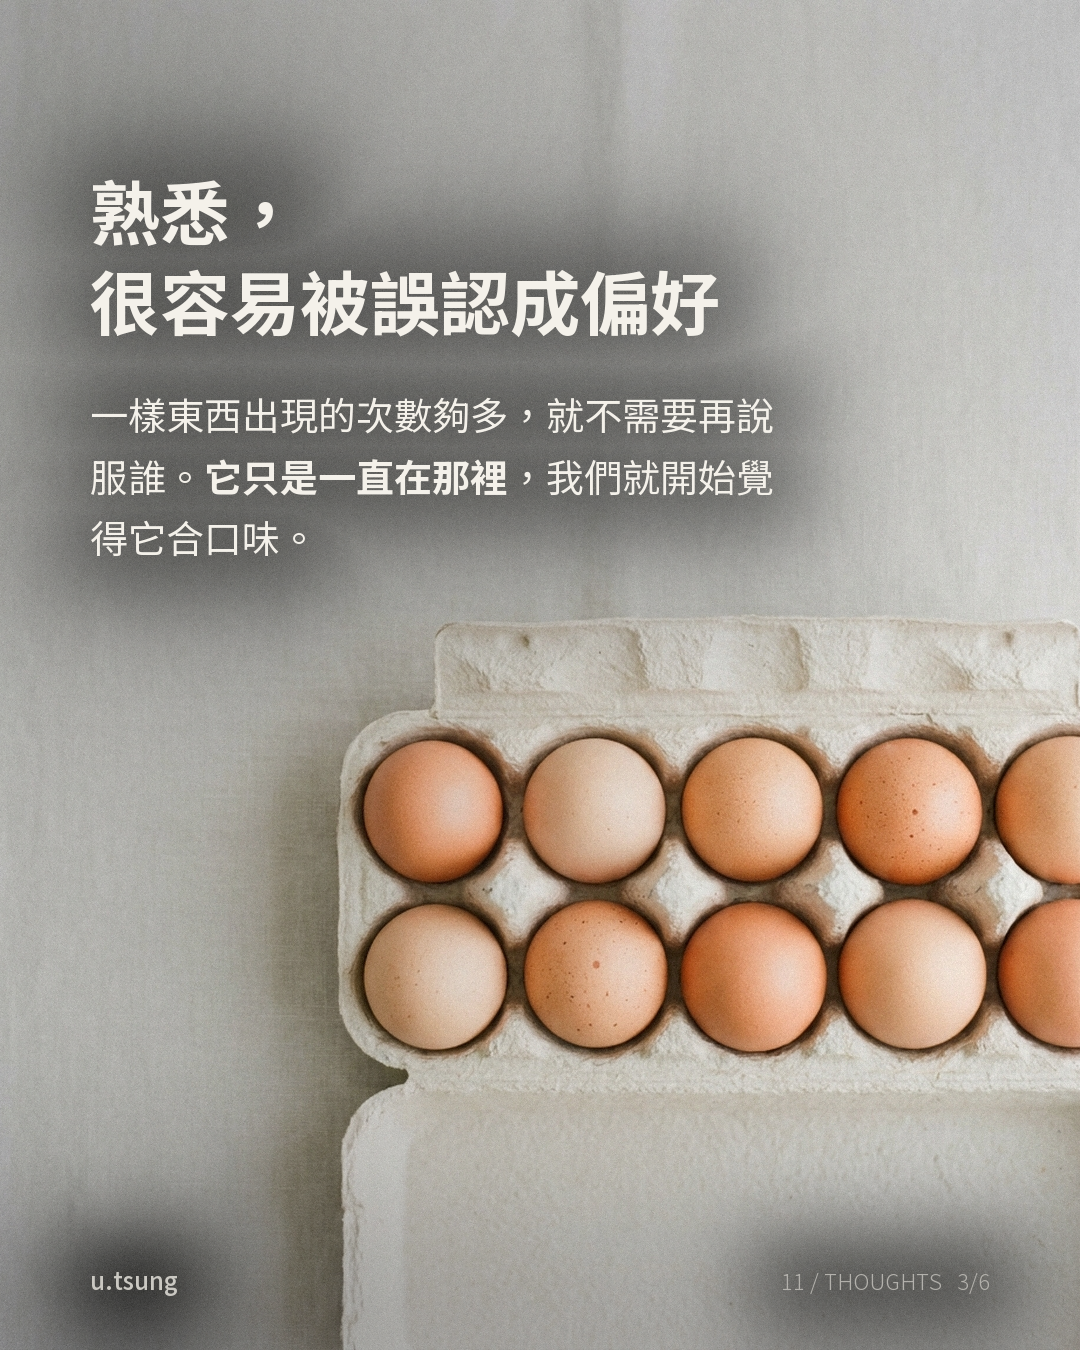 熟悉，
很容易被誤認成偏好
一樣東西出現的次數夠多，就不需要再說
服誰。它只是一直在那裡，我們就開始覺
得它合口味。
u.tsung
11 / THOUGHTS 3/6